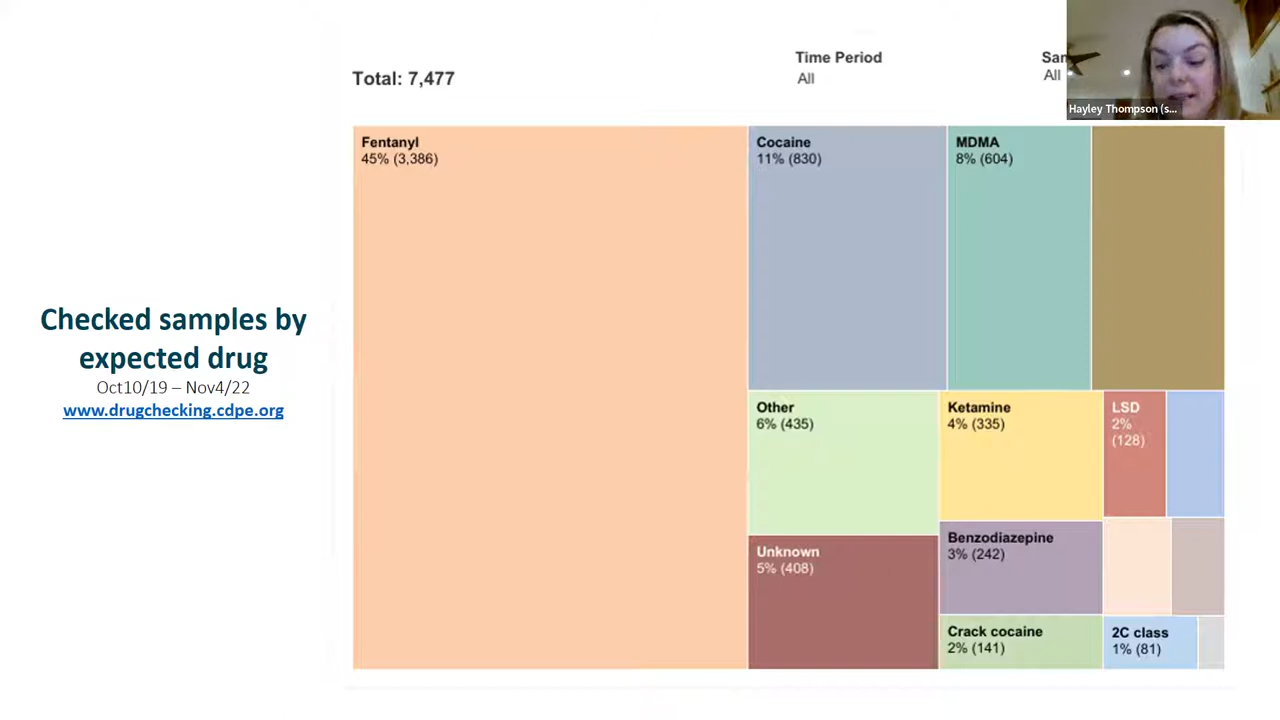 Total: 7,477
Time Period
All
San
All
Hayley Thompson (s...
Fentanyl
45% (3,386)
Cocaine
11% (830)
MDMA
8% (604)
Checked samples by
expected drug
Oct10/19 – Nov4/22
www.drugchecking.cdpe.org
Other
6% (435)
Ketamine
4% (335)
LSD
2%
(128)
Unknown
5% (408)
Benzodiazepine
3% (242)
Crack cocaine
2% (141)
2C class
1% (81)